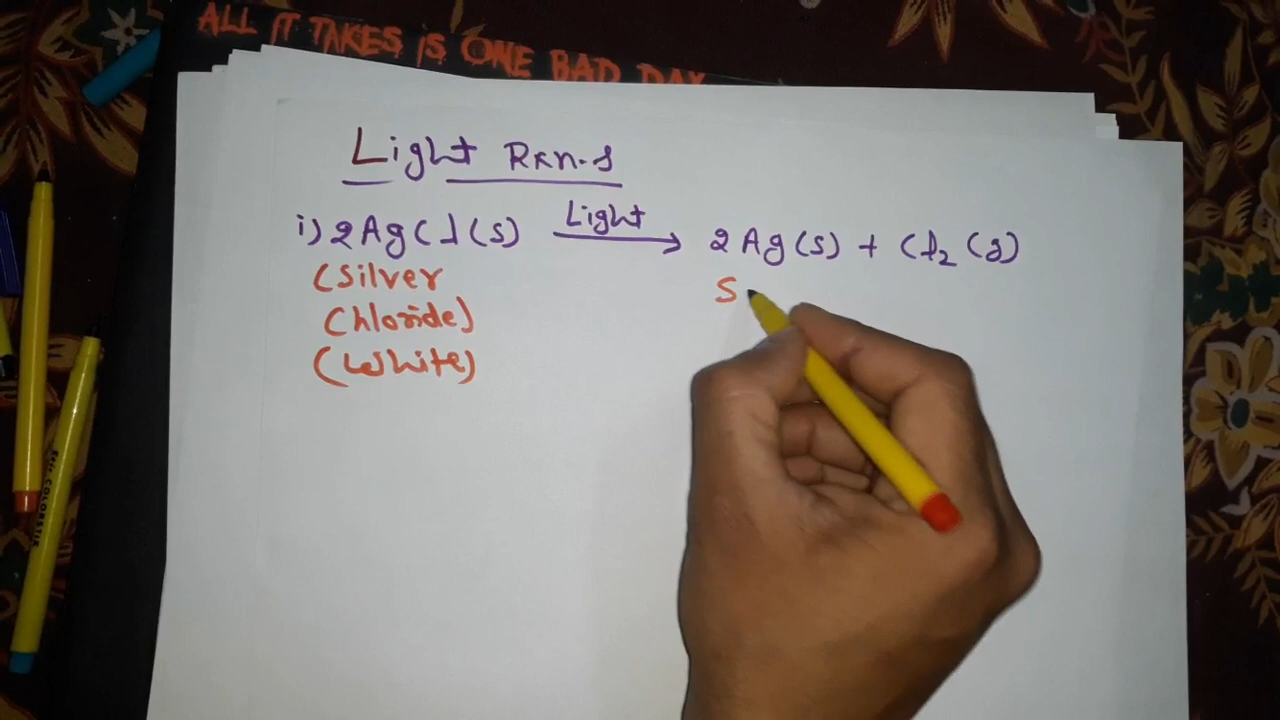 ALL IT TAKES IS ONE BAD DAY
Light Rxn.s
i) 2AgCl(s) Light → 2Ag(s) + Cl₂(g)
(Silver
Chloride)
(White)
S